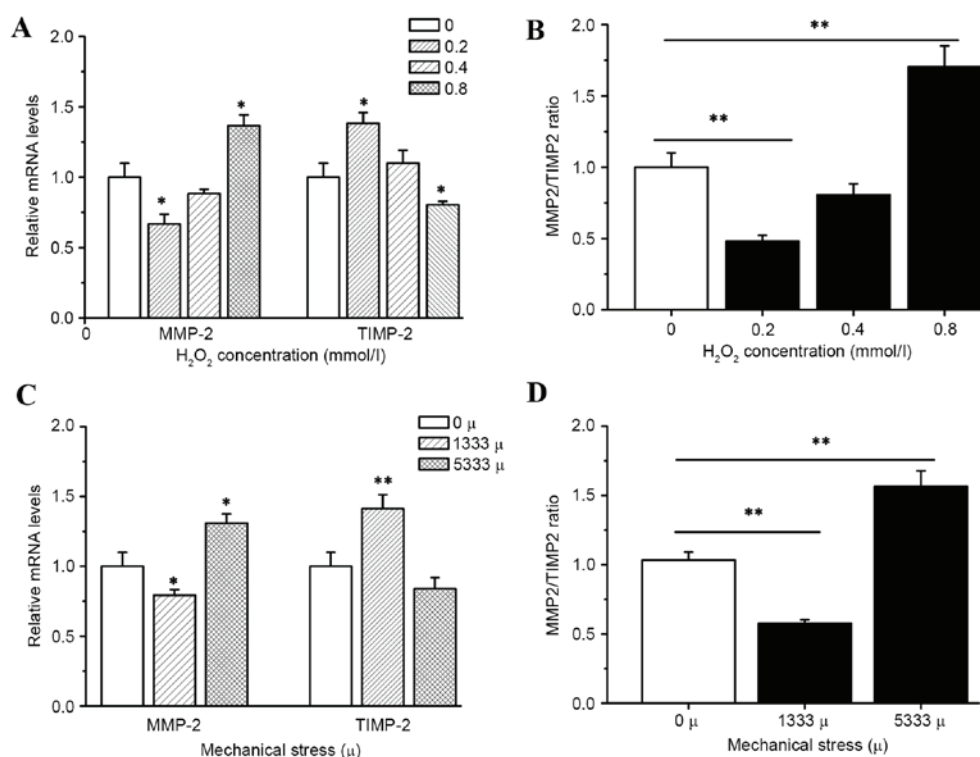 A
2.0
1.5
1.0
0.5
0.0
0
Relative mRNA levels
0
0.2
0.4
0.8
*
*
*
*
MMP-2
TIMP-2
H₂O₂ concentration (mmol/l)
B
2.0
1.5
1.0
0.5
0.0
MMP2/TIMP2 ratio
**
**
0
0.2
0.4
0.8
H₂O₂ concentration (mmol/l)
C
2.0
1.5
1.0
0.5
0.0
Relative mRNA levels
0 μ
1333 μ
5333 μ
*
*
**
MMP-2
TIMP-2
Mechanical stress (μ)
D
2.0
1.5
1.0
0.5
0.0
MMP2/TIMP2 ratio
**
**
0 μ
1333 μ
5333 μ
Mechanical stress (μ)